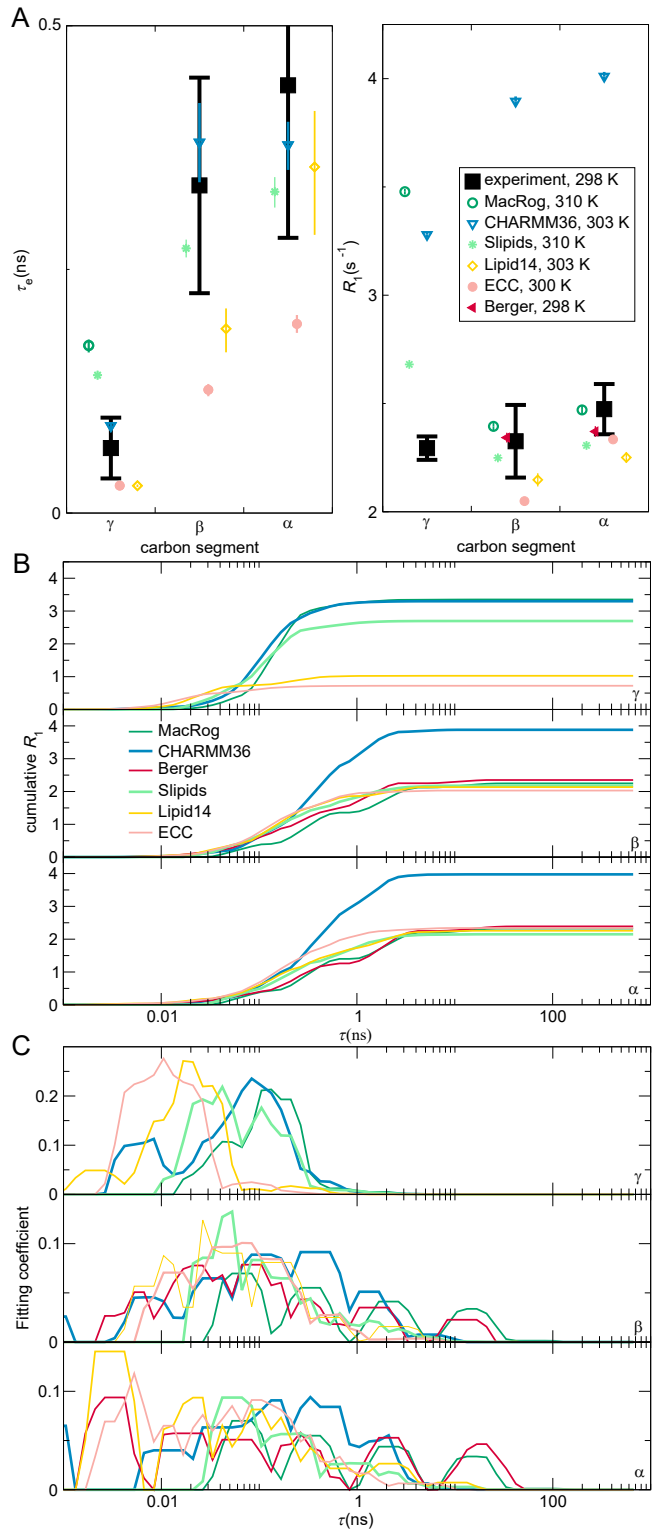 A
0.5
0
τe(ns)
γ
β
α
carbon segment
4
3
2
R1(s⁻¹)
experiment, 298 K
MacRog, 310 K
CHARMM36, 303 K
Slipids, 310 K
Lipid14, 303 K
ECC, 300 K
Berger, 298 K
γ
β
α
carbon segment
B
4
3
2
1
0
γ
4
3
2
1
0
cumulative R1
MacRog
CHARMM36
Berger
Slipids
Lipid14
ECC
β
4
3
2
1
0
α
0.01
1
100
τ(ns)
C
0.2
0.1
0
γ
0.1
0
Fitting coefficient
β
0.1
0
α
0.01
1
100
τ(ns)